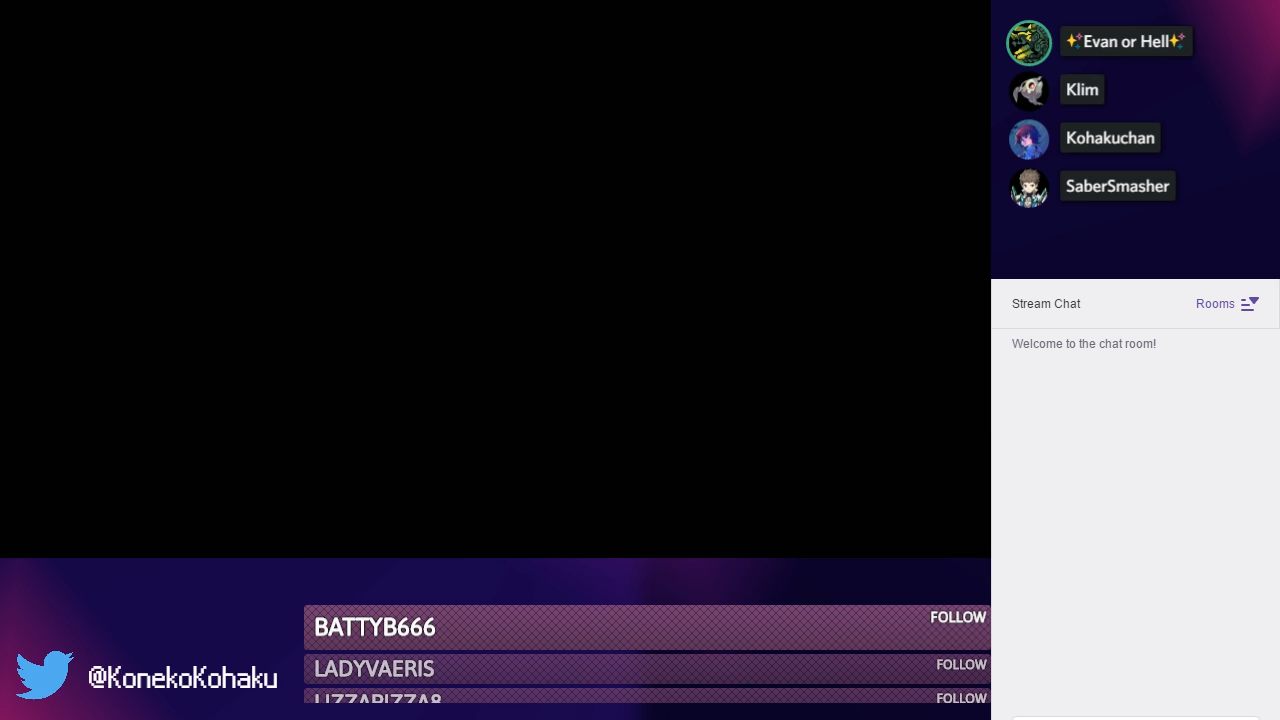 ✨Evan or Hell✨
Klim
Kohakuchan
SaberSmasher
Stream Chat
Rooms
Welcome to the chat room!
BATTYB666
FOLLOW
LADYVAERIS
FOLLOW
LIZZAPIZZA8
FOLLOW
@KonekoKohaku